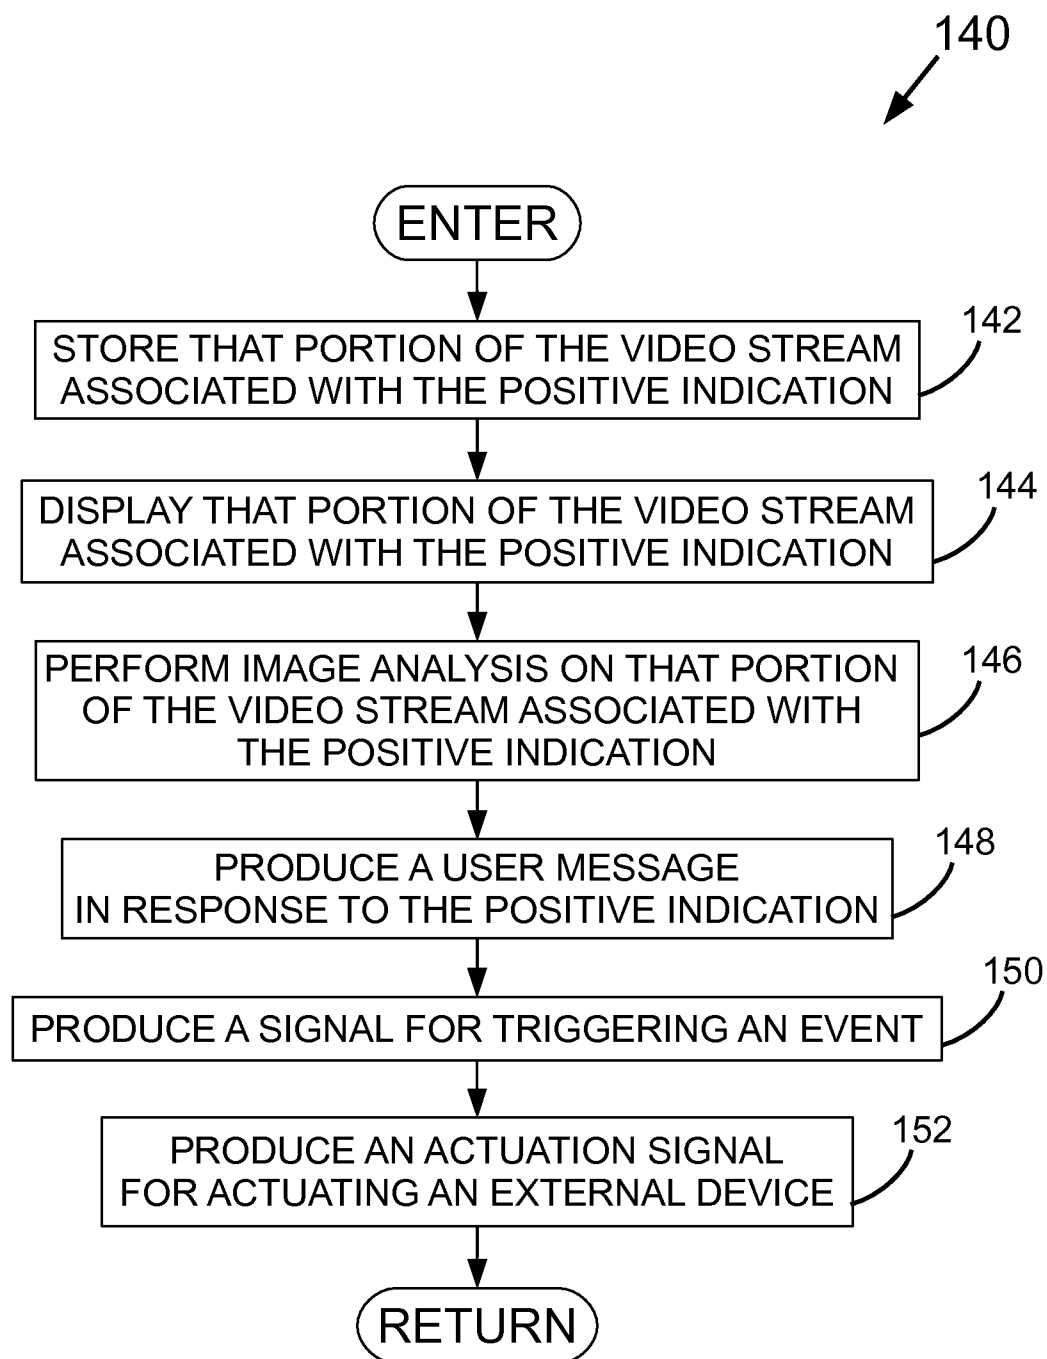 140
ENTER
STORE THAT PORTION OF THE VIDEO STREAM
ASSOCIATED WITH THE POSITIVE INDICATION
142
DISPLAY THAT PORTION OF THE VIDEO STREAM
ASSOCIATED WITH THE POSITIVE INDICATION
144
PERFORM IMAGE ANALYSIS ON THAT PORTION
OF THE VIDEO STREAM ASSOCIATED WITH
THE POSITIVE INDICATION
146
PRODUCE A USER MESSAGE
IN RESPONSE TO THE POSITIVE INDICATION
148
PRODUCE A SIGNAL FOR TRIGGERING AN EVENT
150
PRODUCE AN ACTUATION SIGNAL
FOR ACTUATING AN EXTERNAL DEVICE
152
RETURN